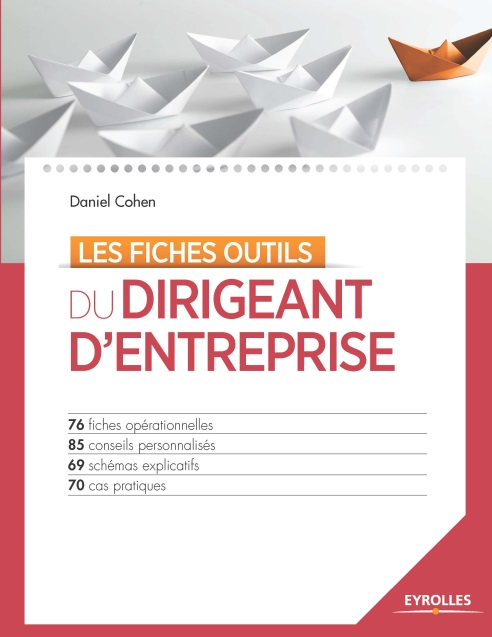 Daniel Cohen
LES FICHES OUTILS
DU DIRIGEANT
D'ENTREPRISE
76 fiches opérationnelles
85 conseils personnalisés
69 schémas explicatifs
70 cas pratiques
EYROLLES